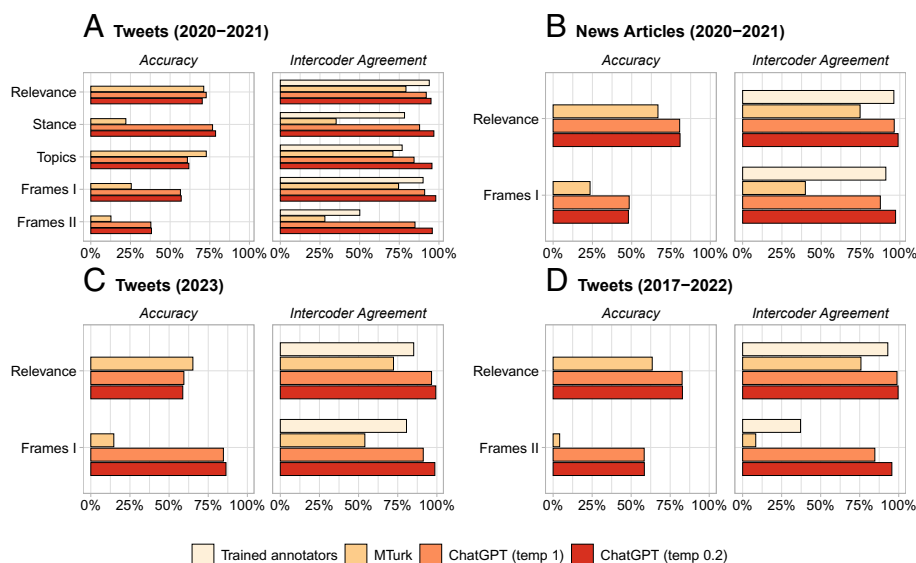 A Tweets (2020−2021)
Accuracy Intercoder Agreement
Relevance
Stance
Topics
Frames I
Frames II
0% 25% 50% 75% 100% 0% 25% 50% 75% 100%
B News Articles (2020−2021)
Accuracy Intercoder Agreement
Relevance
Frames I
0% 25% 50% 75% 100% 0% 25% 50% 75% 100%
C Tweets (2023)
Accuracy Intercoder Agreement
Relevance
Frames I
0% 25% 50% 75% 100% 0% 25% 50% 75% 100%
D Tweets (2017−2022)
Accuracy Intercoder Agreement
Relevance
Frames II
0% 25% 50% 75% 100% 0% 25% 50% 75% 100%
Trained annotators MTurk ChatGPT (temp 1) ChatGPT (temp 0.2)